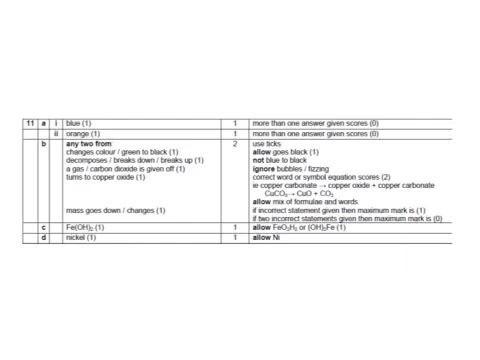 11 a i blue (1) 1 more than one answer given scores (0)
ii orange (1) 1 more than one answer given scores (0)
b any two from: 2 use ticks
changes colour / green to black (1) allow goes black (1)
decomposes / breaks down / breaks up (1) not blue to black
a gas / carbon dioxide is given off (1) ignore bubbles / fizzing
turns to copper oxide (1) correct word or symbol equation scores (2)
ie copper carbonate → copper oxide + copper carbonate
CuCO₃→ CuO + CO₂
allow mix of formulae and words
mass goes down / changes (1) if incorrect statement given then maximum mark is (1)
if two incorrect statements given then maximum mark is (0)
c Fe(OH)₂ (1) 1 allow FeO₂H₂ or (OH)₂Fe (1)
d nickel (1) 1 allow Ni